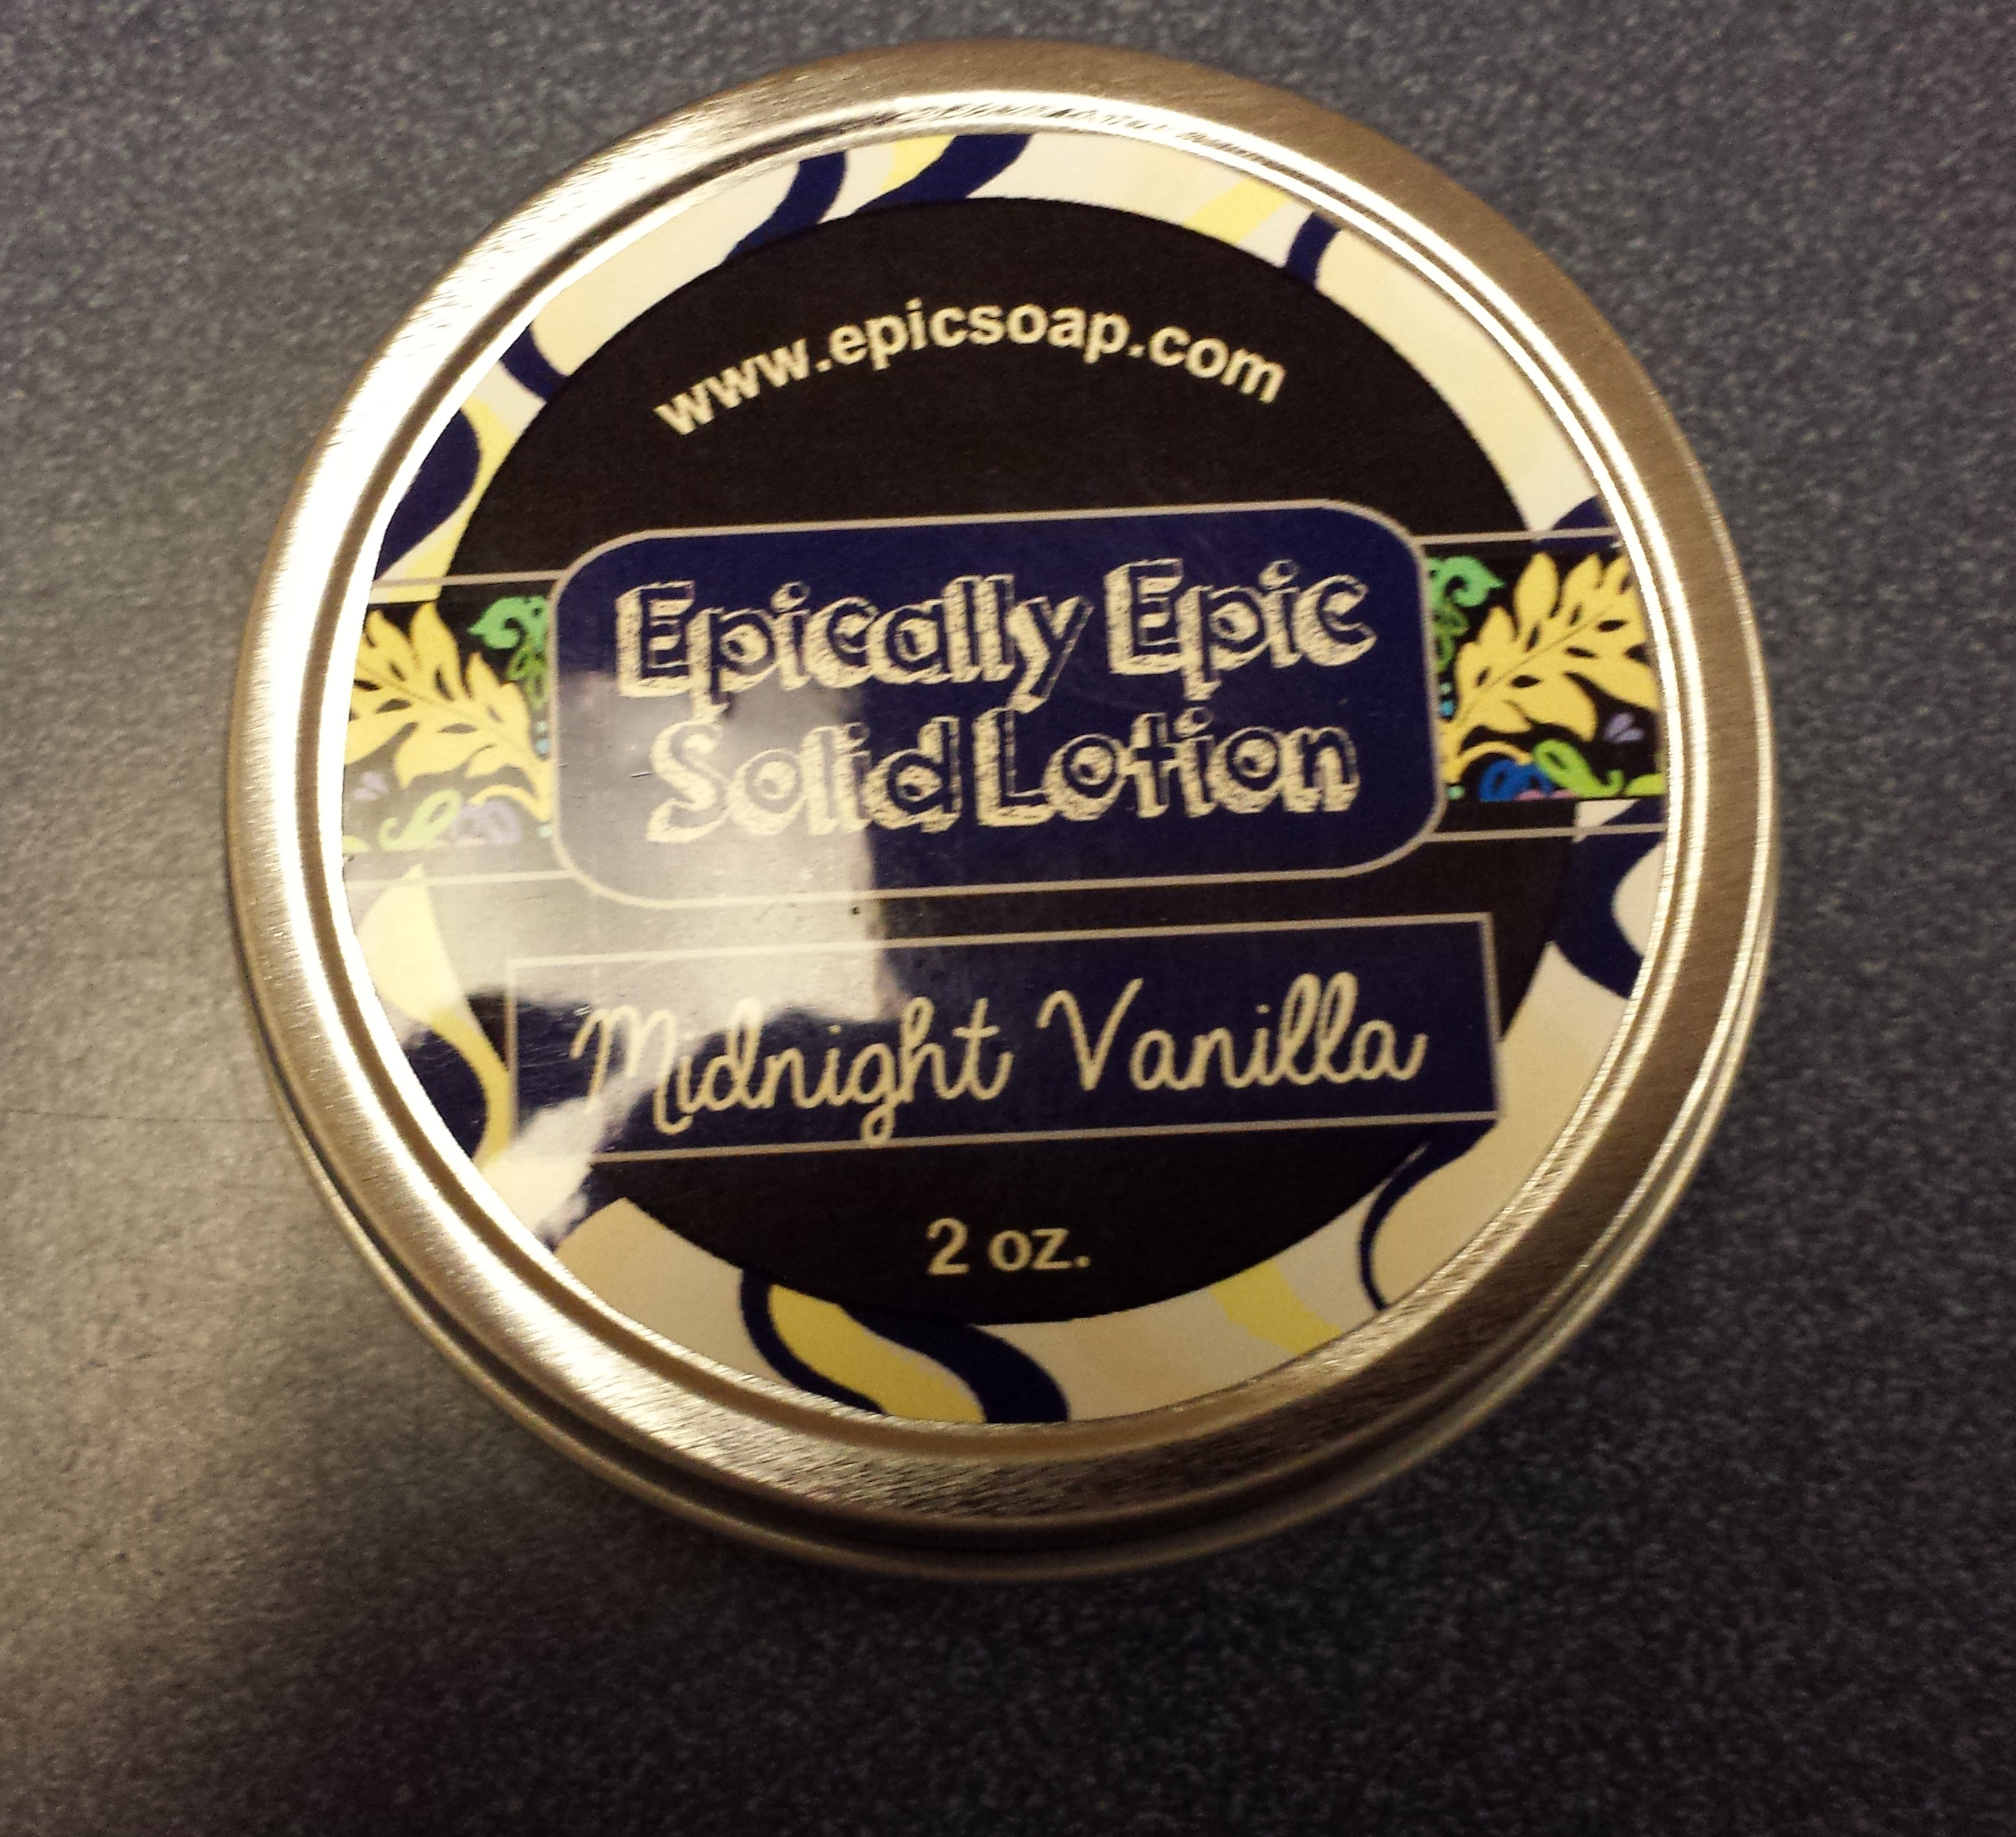 www.epicsoap.com
Epically Epic
Solid Lotion
Midnight Vanilla
2 oz.